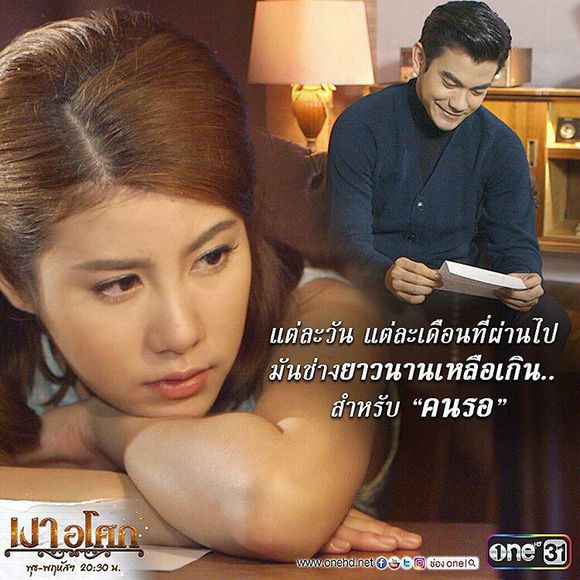 แต่ละวัน แต่ละเดือนที่ผ่านไป
มันช่างยาวนานเหลือเกิน..
สำหรับ “คนรอ”
เงาอโศก
พุธ-พฤหัสฯ 20:30 น.
www.onehd.net ช่อง one
one HD 31